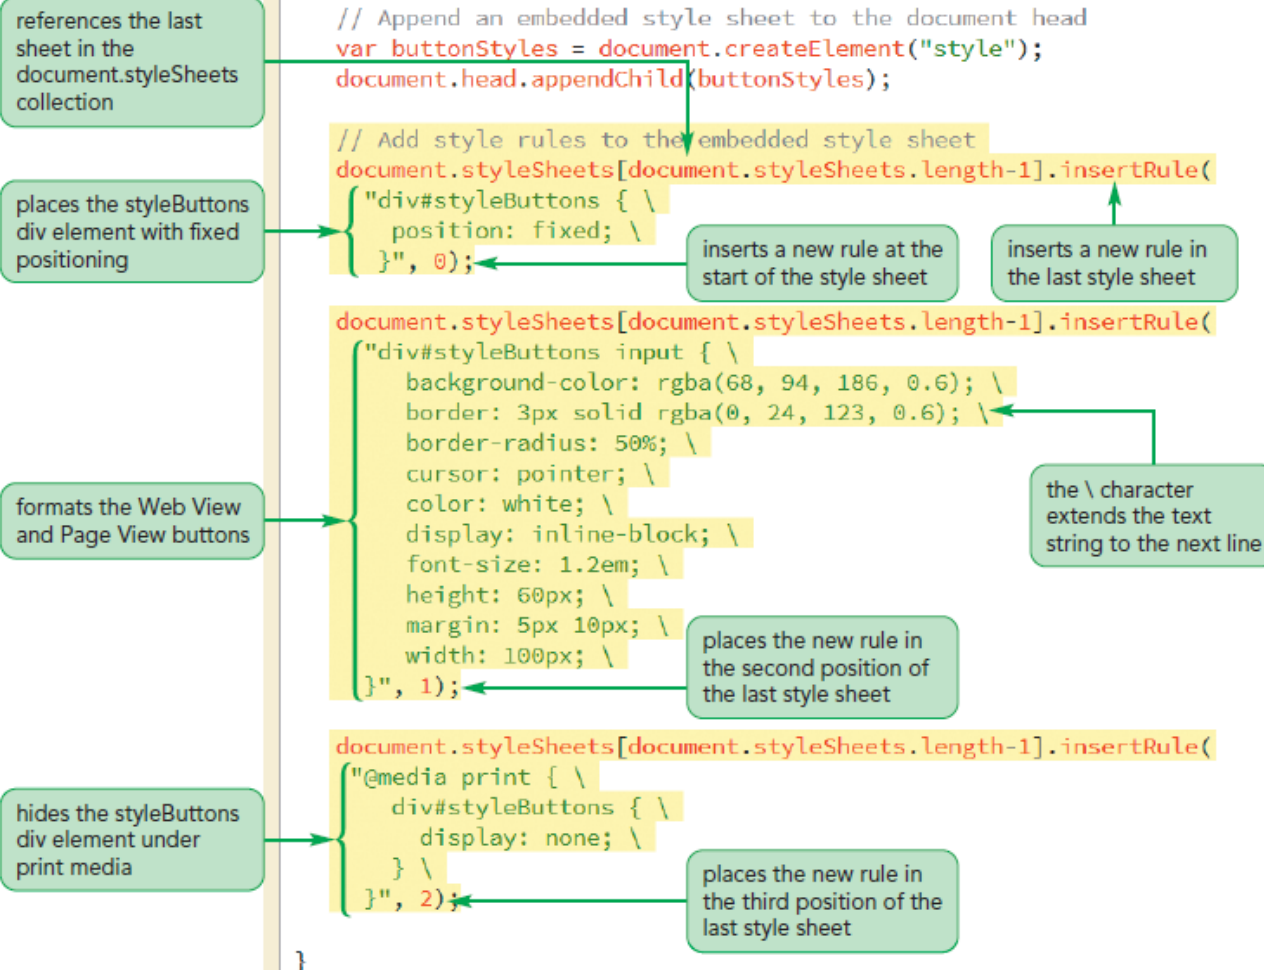 references the last
sheet in the
document.styleSheets
collection
// Append an embedded style sheet to the document head
var buttonStyles = document.createElement("style");
document.head.appendChild(buttonStyles);
// Add style rules to the embedded style sheet
document.styleSheets[document.styleSheets.length-1].insertRule(
"div#styleButtons { \
position: fixed; \
}", 0);
places the styleButtons
div element with fixed
positioning
inserts a new rule at the
start of the style sheet
inserts a new rule in
the last style sheet
document.styleSheets[document.styleSheets.length-1].insertRule(
"div#styleButtons input { \
background-color: rgba(68, 94, 186, 0.6); \
border: 3px solid rgba(0, 24, 123, 0.6); \
border-radius: 50%; \
cursor: pointer; \
color: white; \
display: inline-block; \
font-size: 1.2em; \
height: 60px; \
margin: 5px 10px; \
width: 100px; \
}", 1);
formats the Web View
and Page View buttons
the \ character
extends the text
string to the next line
places the new rule in
the second position of
the last style sheet
document.styleSheets[document.styleSheets.length-1].insertRule(
"@media print { \
div#styleButtons { \
display: none; \
} \
}", 2);
hides the styleButtons
div element under
print media
places the new rule in
the third position of the
last style sheet
}